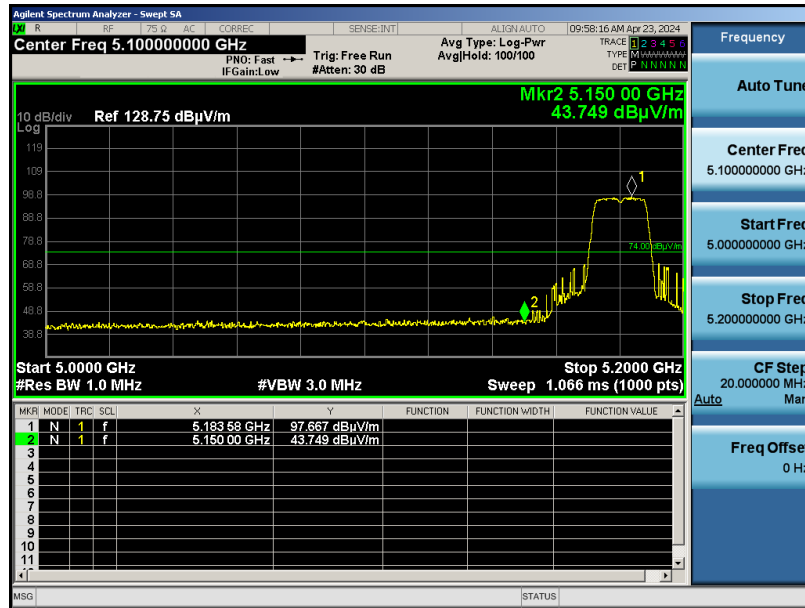 Agilent Spectrum Analyzer - Swept SA
LXI R RF 75 Ω AC CORREC SENSE:INT ALIGN AUTO 09:58:16 AM Apr 23, 2024
Center Freq 5.100000000 GHz
PNO: Fast
IFGain:Low
Trig: Free Run
#Atten: 30 dB
Avg Type: Log-Pwr
Avg|Hold: 100/100
TRACE 1 2 3 4 5 6
TYPE M W W W W W
DET P N N N N N
Mkr2 5.150 00 GHz
43.749 dBµV/m
10 dB/div Ref 128.75 dBµV/m
Log
119
109
98.8
88.8
78.8
68.8
58.8
48.8
38.8
1
2
74.00 dBµV/m
Start 5.0000 GHz Stop 5.2000 GHz
#Res BW 1.0 MHz #VBW 3.0 MHz Sweep 1.066 ms (1000 pts)
MKR MODE TRC SCL X Y FUNCTION FUNCTION WIDTH FUNCTION VALUE
1 N 1 f 5.183 58 GHz 97.667 dBµV/m
2 N 1 f 5.150 00 GHz 43.749 dBµV/m
3
4
5
6
7
8
9
10
11
MSG STATUS
Frequency
Auto Tune
Center Freq
5.100000000 GHz
Start Freq
5.000000000 GHz
Stop Freq
5.200000000 GHz
CF Step
20.000000 MHz
Auto Man
Freq Offset
0 Hz